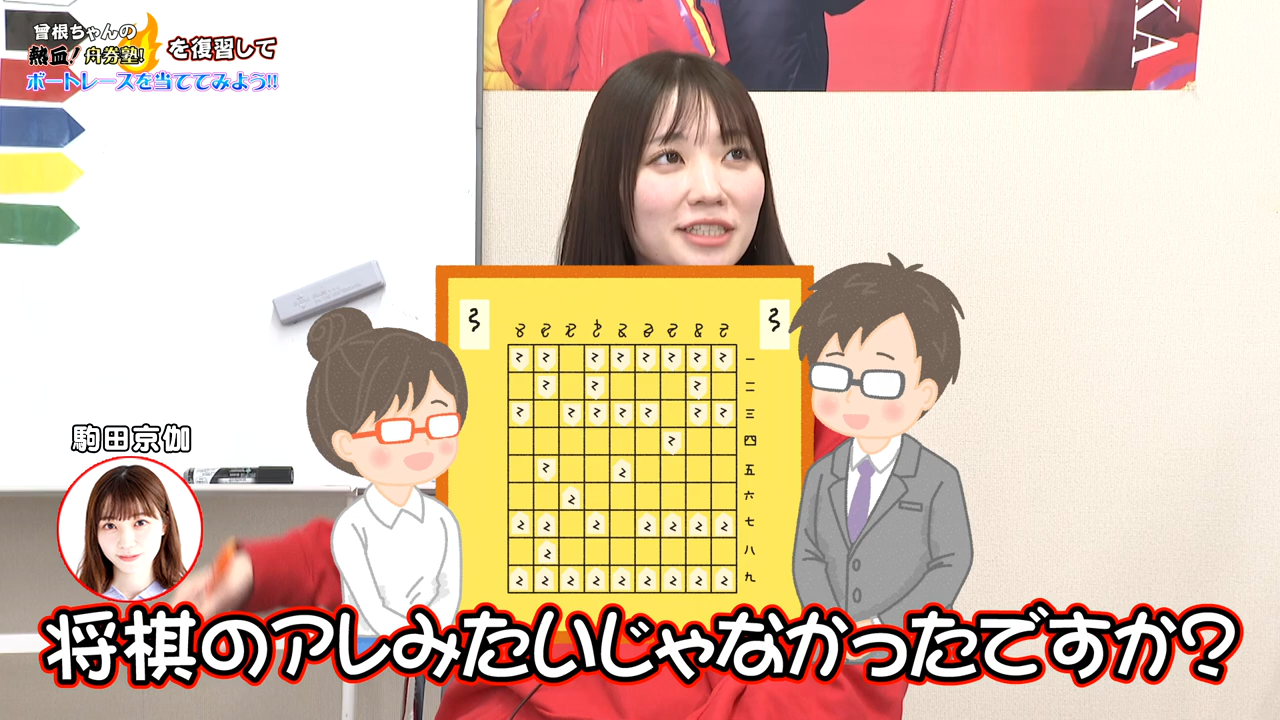 曾根ちゃんの
熱血!舟券塾!を復習して
ボートレースを当ててみよう!!
KA
一
二
三
四
五
六
七
八
九
駒田京伽
将棋のアレみたいじゃなかったですか?